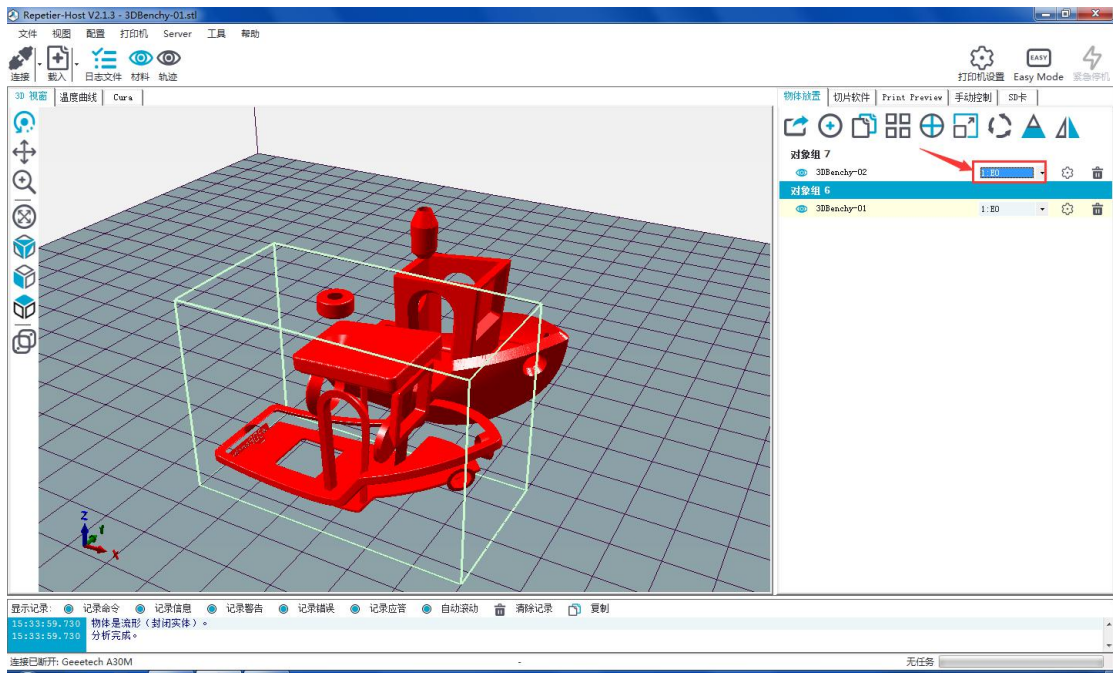 Repetier-Host V2.1.3 - 3DBenchy-01.stl
文件 视图 配置 打印机 Server 工具 帮助
连接 载入 日志文件 材料 轨迹 打印机设置 EASY Easy Mode 紧急停机
3D 视窗 温度曲线 Cura
物体放置 切片软件 Print Preview 手动控制 SD卡
对象组 7
3DBenchy-02 1:E0
对象组 6
3DBenchy-01 1:E0
Z
Y
X
显示记录: 记录命令 记录信息 记录警告 记录错误 记录应答 自动滚动 清除记录 复制
15:33:59.730 物体是流形（封闭实体）。
15:33:59.730 分析完成。
连接已断开: Geeetech A30M - 无任务